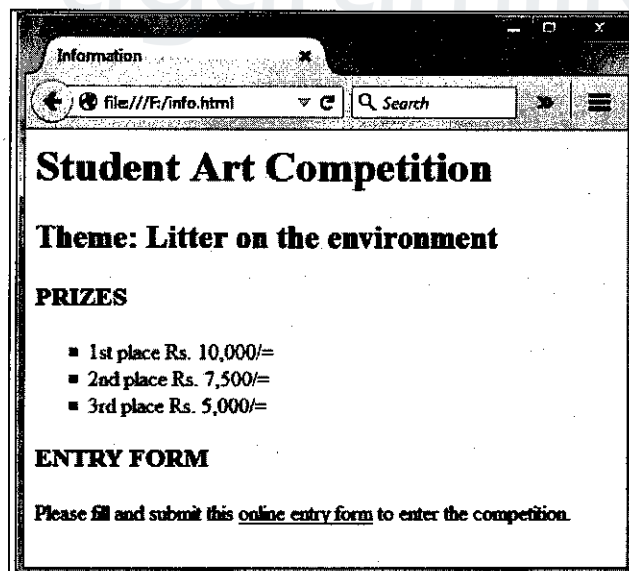 Information
file:///F:/info.html
Search
Student Art Competition
Theme: Litter on the environment
PRIZES
1st place Rs. 10,000/=
2nd place Rs. 7,500/=
3rd place Rs. 5,000/=
ENTRY FORM
Please fill and submit this online entry form to enter the competition.